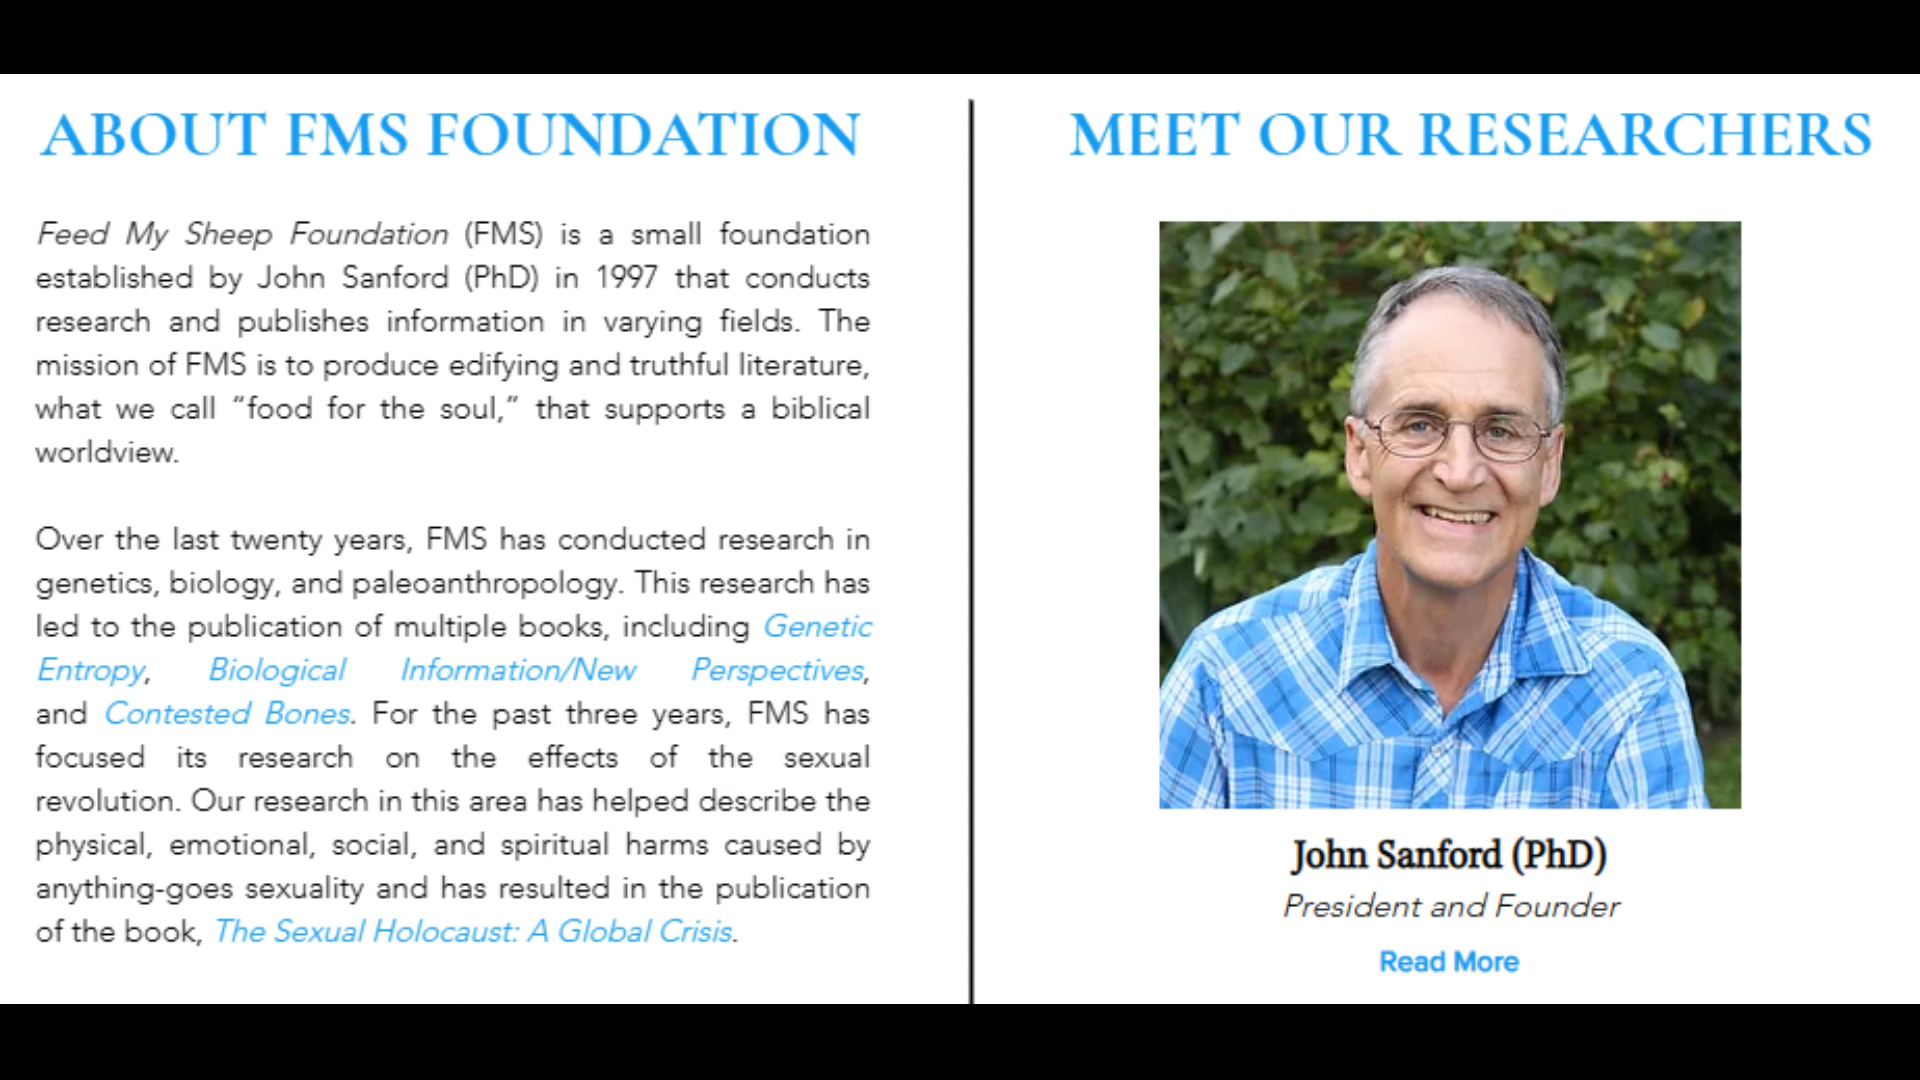 ABOUT FMS FOUNDATION
Feed My Sheep Foundation (FMS) is a small foundation
established by John Sanford (PhD) in 1997 that conducts
research and publishes information in varying fields. The
mission of FMS is to produce edifying and truthful literature,
what we call “food for the soul,” that supports a biblical
worldview.
Over the last twenty years, FMS has conducted research in
genetics, biology, and paleoanthropology. This research has
led to the publication of multiple books, including Genetic
Entropy, Biological Information/New Perspectives,
and Contested Bones. For the past three years, FMS has
focused its research on the effects of the sexual
revolution. Our research in this area has helped describe the
physical, emotional, social, and spiritual harms caused by
anything-goes sexuality and has resulted in the publication
of the book, The Sexual Holocaust: A Global Crisis.
MEET OUR RESEARCHERS
John Sanford (PhD)
President and Founder
Read More